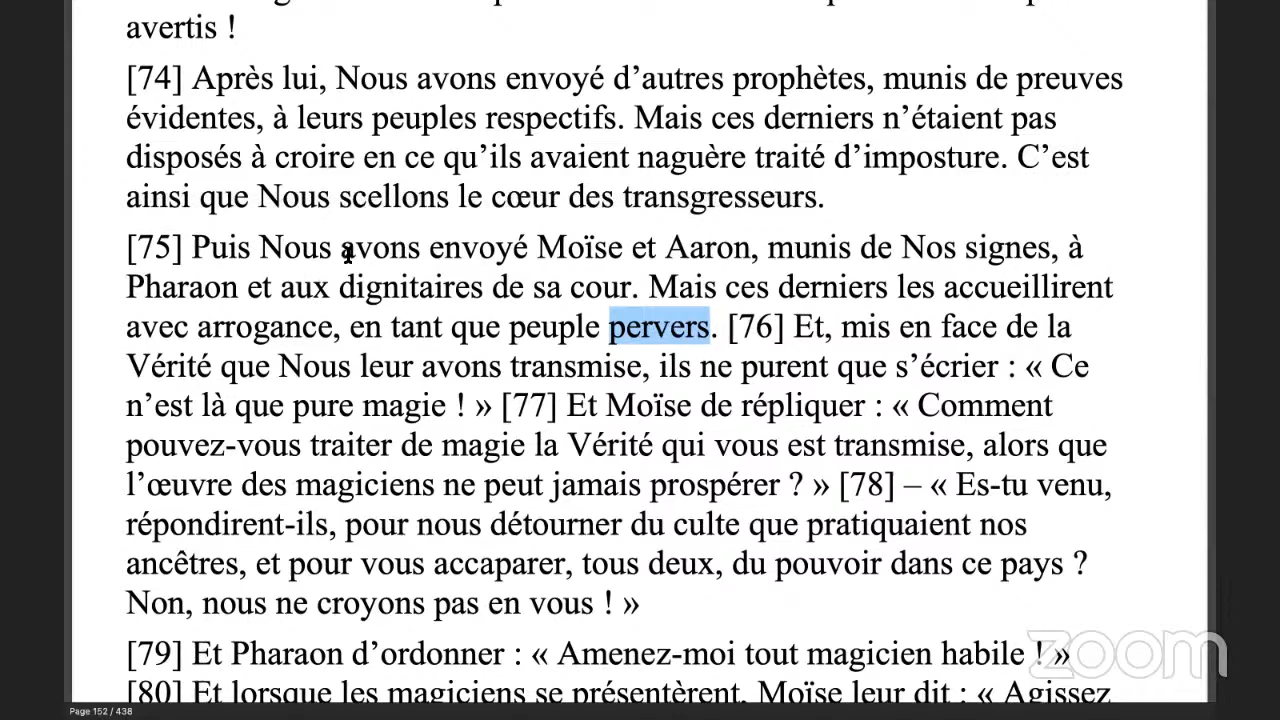 avertis !
[74] Après lui, Nous avons envoyé d’autres prophètes, munis de preuves
évidentes, à leurs peuples respectifs. Mais ces derniers n’étaient pas
disposés à croire en ce qu’ils avaient naguère traité d’imposture. C’est
ainsi que Nous scellons le cœur des transgresseurs.
[75] Puis Nous avons envoyé Moïse et Aaron, munis de Nos signes, à
Pharaon et aux dignitaires de sa cour. Mais ces derniers les accueillirent
avec arrogance, en tant que peuple pervers. [76] Et, mis en face de la
Vérité que Nous leur avons transmise, ils ne purent que s’écrier : « Ce
n’est là que pure magie ! » [77] Et Moïse de répliquer : « Comment
pouvez-vous traiter de magie la Vérité qui vous est transmise, alors que
l’œuvre des magiciens ne peut jamais prospérer ? » [78] – « Es-tu venu,
répondirent-ils, pour nous détourner du culte que pratiquaient nos
ancêtres, et pour vous accaparer, tous deux, du pouvoir dans ce pays ?
Non, nous ne croyons pas en vous ! »
[79] Et Pharaon d’ordonner : « Amenez-moi tout magicien habile ! »
[80] Et lorsque les magiciens se présentèrent, Moïse leur dit : « Agissez
zoom
Page 152 / 438